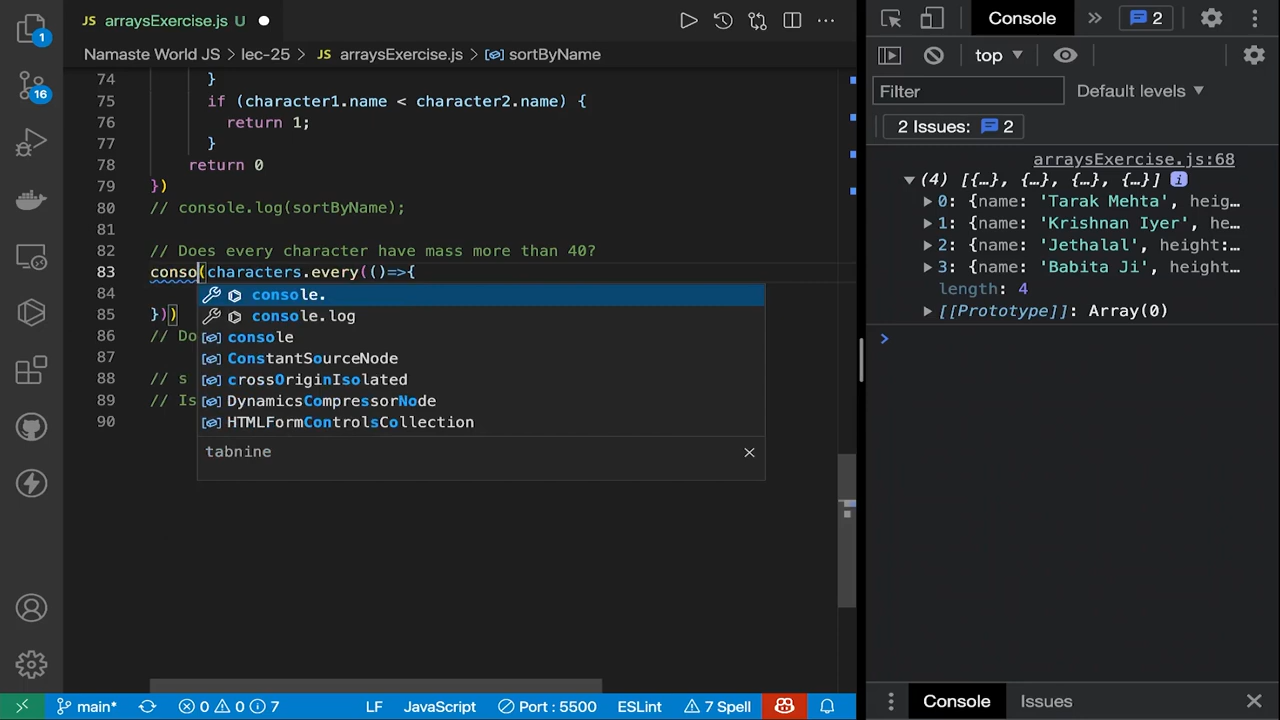 JS arraysExercise.js U
Namaste World JS > lec-25 > JS arraysExercise.js > sortByName
74 }
75 if (character1.name < character2.name) {
76 return 1;
77 }
78 return 0
79 })
80 // console.log(sortByName);
81
82 // Does every character have mass more than 40?
83 conso(characters.every(()=>{
84
85 }))
86 // Do
87
88 // s
89 // Is
90
console.
console.log
console
ConstantSourceNode
crossOriginIsolated
DynamicsCompressorNode
HTMLFormControlsCollection
tabnine
1
16
main*
0 0 7
LF
JavaScript
Port : 5500
ESLint
7 Spell
Console
2
top
Filter
Default levels
2 Issues: 2
arraysExercise.js:68
(4) [{…}, {…}, {…}, {…}] i
0: {name: 'Tarak Mehta', heig…
1: {name: 'Krishnan Iyer', he…
2: {name: 'Jethalal', height:…
3: {name: 'Babita Ji', height…
length: 4
[[Prototype]]: Array(0)
Console Issues